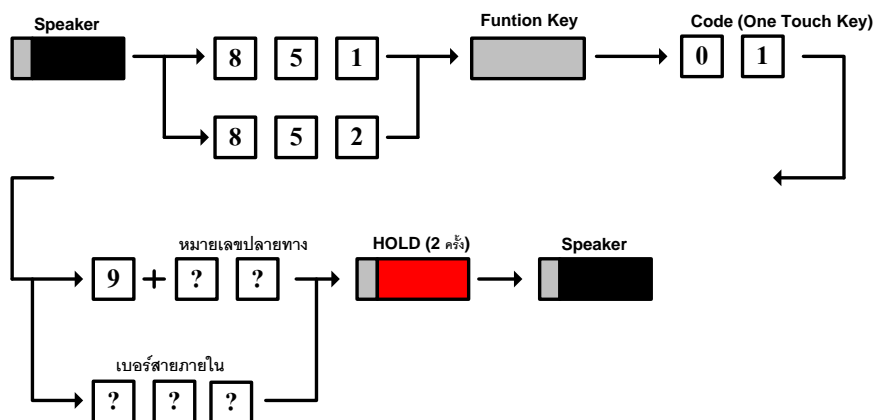 Speaker
Funtion Key
Code (One Touch Key)
8 5 1
0 1
8 5 2
หมายเลขปลายทาง
HOLD (2 ครั้ง)
Speaker
9 + ? ?
เบอร์สายภายใน
? ? ?